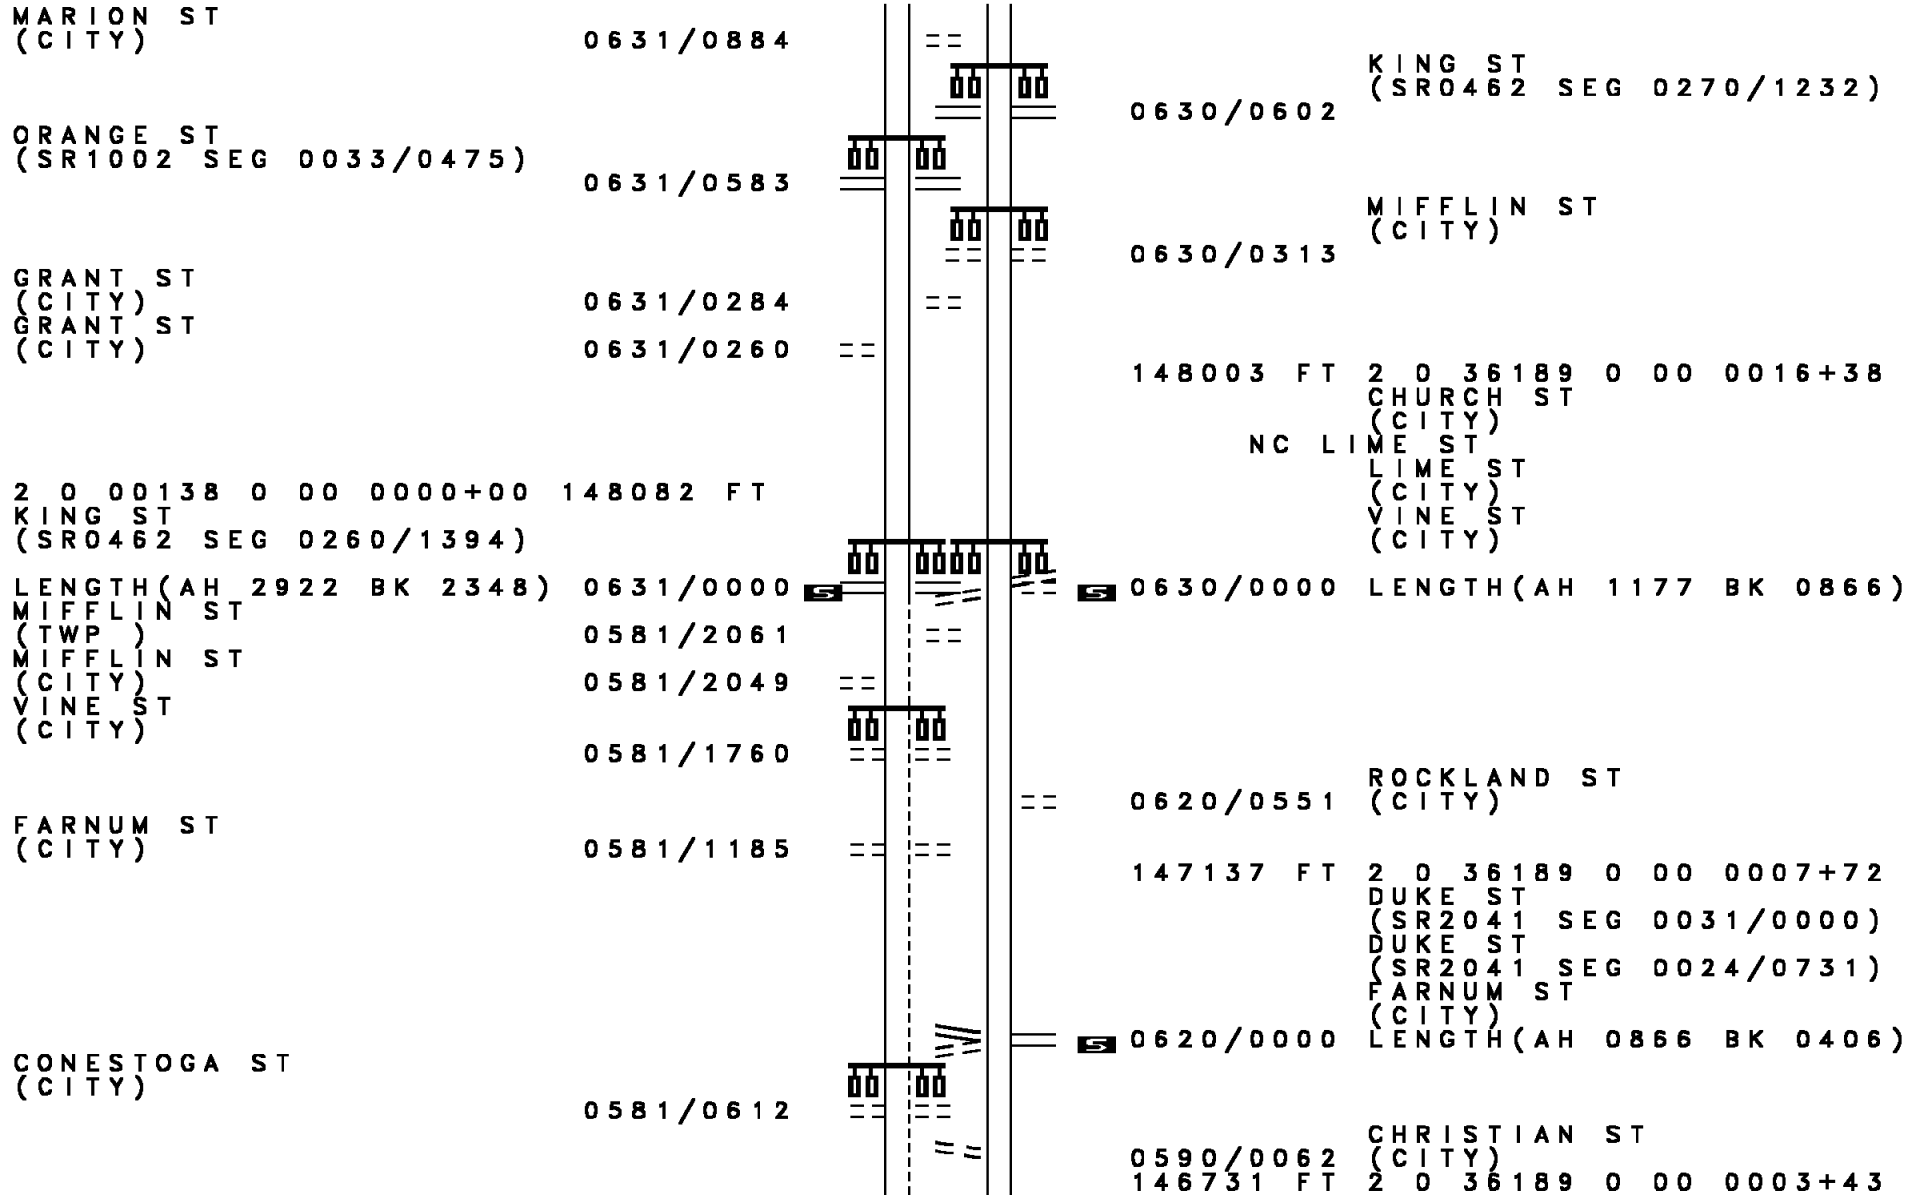 MARION ST
(CITY) 0631/0884
KING ST
(SR0462 SEG 0270/1232)
0630/0602
ORANGE ST
(SR1002 SEG 0033/0475)
0631/0583
MIFFLIN ST
(CITY)
0630/0313
GRANT ST
(CITY) 0631/0284
GRANT ST
(CITY) 0631/0260
148003 FT 2 0 36189 0 00 0016+38
CHURCH ST
(CITY)
NC LIME ST
LIME ST
(CITY)
VINE ST
(CITY)
2 0 00138 0 00 0000+00 148082 FT
KING ST
(SR0462 SEG 0260/1394)
LENGTH(AH 2922 BK 2348) 0631/0000 S
S 0630/0000 LENGTH(AH 1177 BK 0866)
MIFFLIN ST
(TWP ) 0581/2061
MIFFLIN ST
(CITY) 0581/2049
VINE ST
(CITY)
0581/1760
ROCKLAND ST
0620/0551 (CITY)
FARNUM ST
(CITY) 0581/1185
147137 FT 2 0 36189 0 00 0007+72
DUKE ST
(SR2041 SEG 0031/0000)
DUKE ST
(SR2041 SEG 0024/0731)
FARNUM ST
(CITY)
S 0620/0000 LENGTH(AH 0866 BK 0406)
CONESTOGA ST
(CITY)
0581/0612
CHRISTIAN ST
0590/0062 (CITY)
146731 FT 2 0 36189 0 00 0003+43